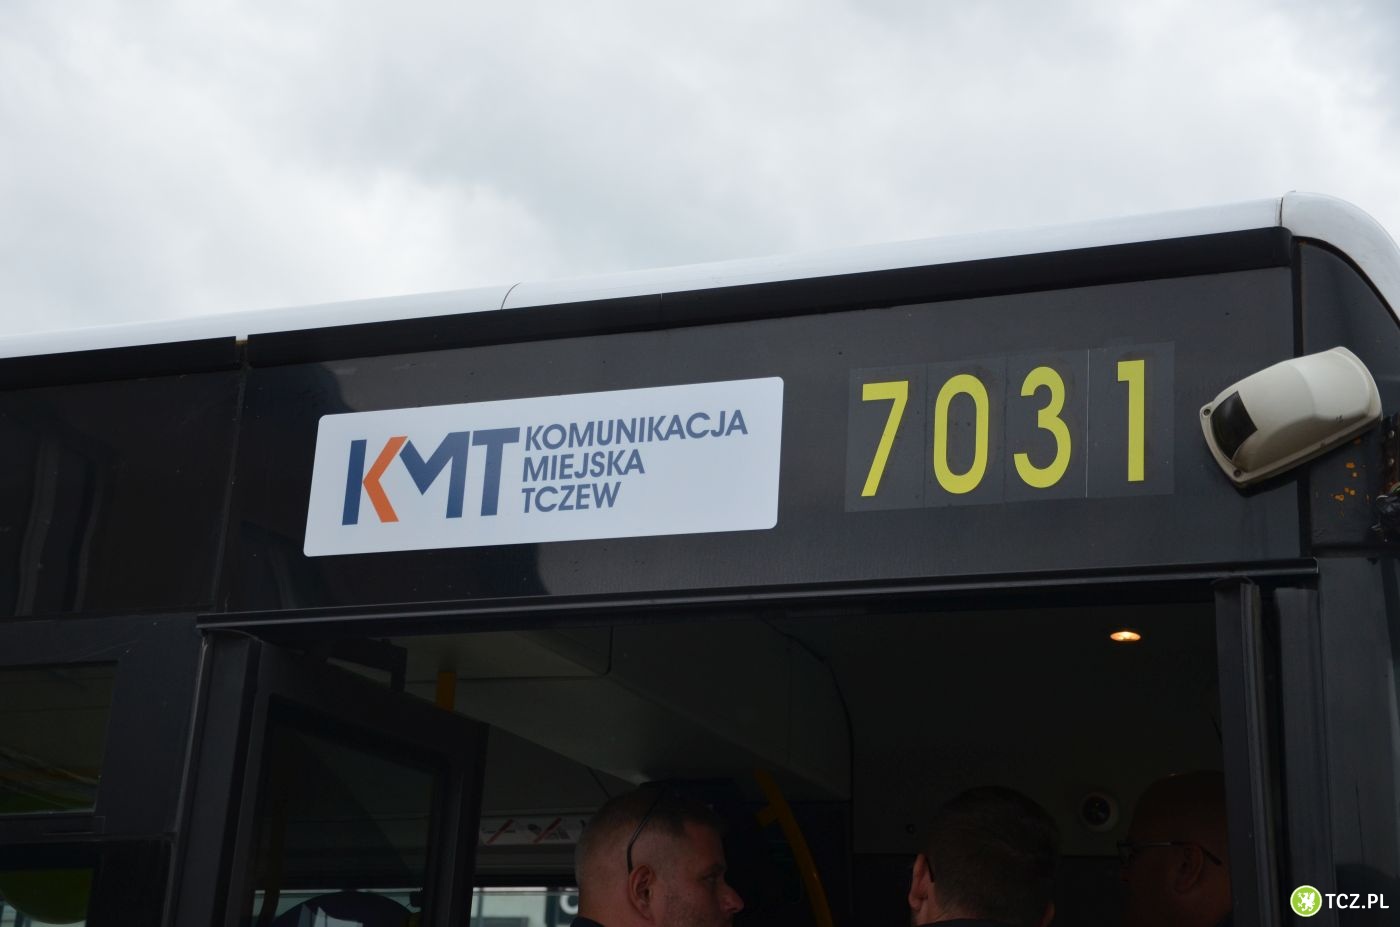 KMT
KOMUNIKACJA
MIEJSKA
TCZEW
7031
TCZ.PL